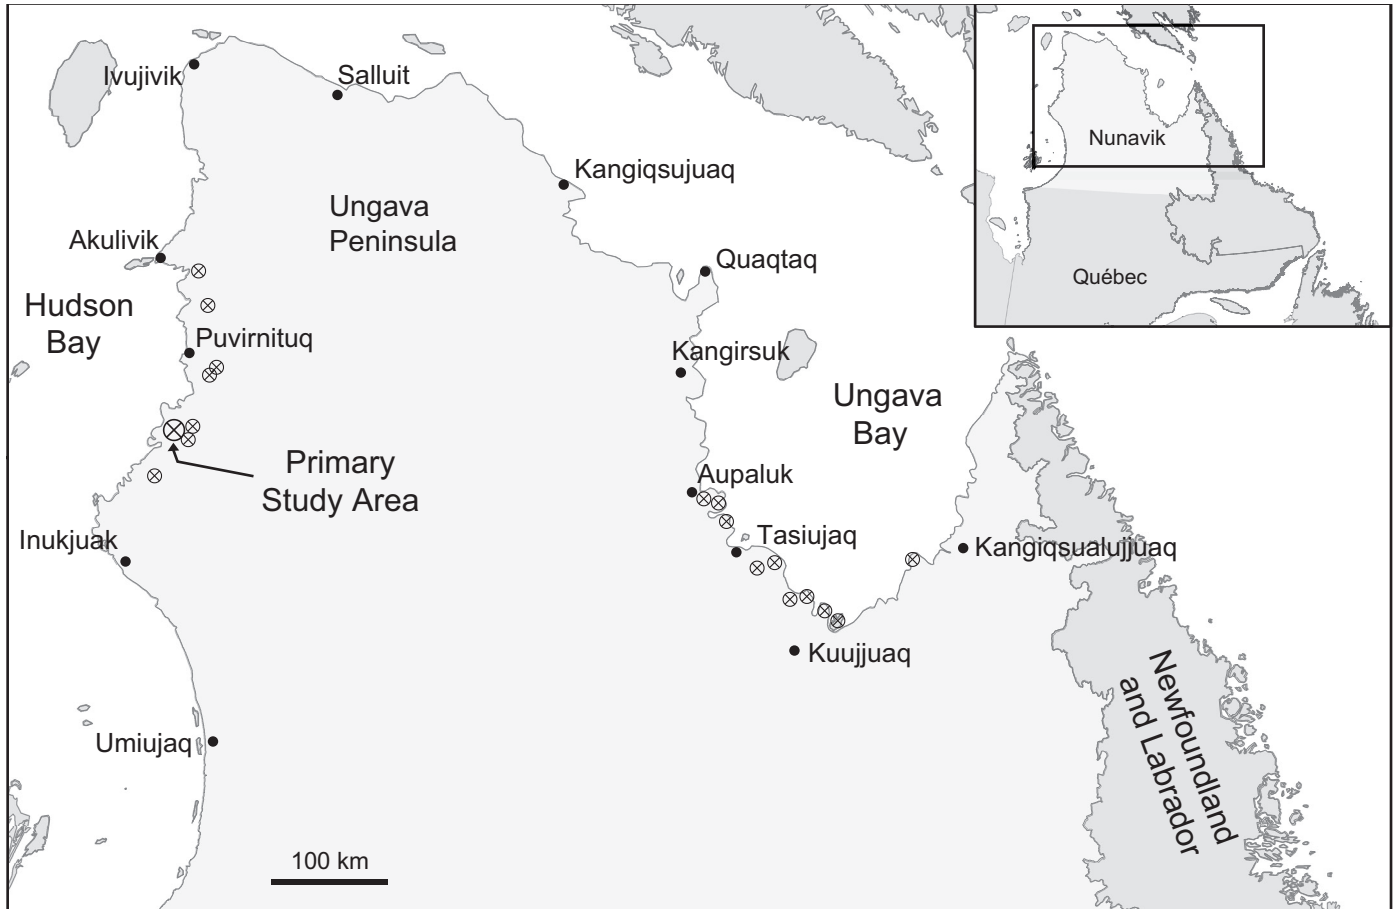 Ivujivik
Salluit
Kangiqsujuaq
Nunavik
Ungava
Peninsula
Akulivik
Quaqtaq
Québec
Hudson
Bay
Puvirnituq
Kangirsuk
Ungava
Bay
Primary
Study Area
Aupaluk
Inukjuak
Tasiujaq
Kangiqsualujjuaq
Kuujjuaq
Newfoundland
and Labrador
Umiujaq
100 km